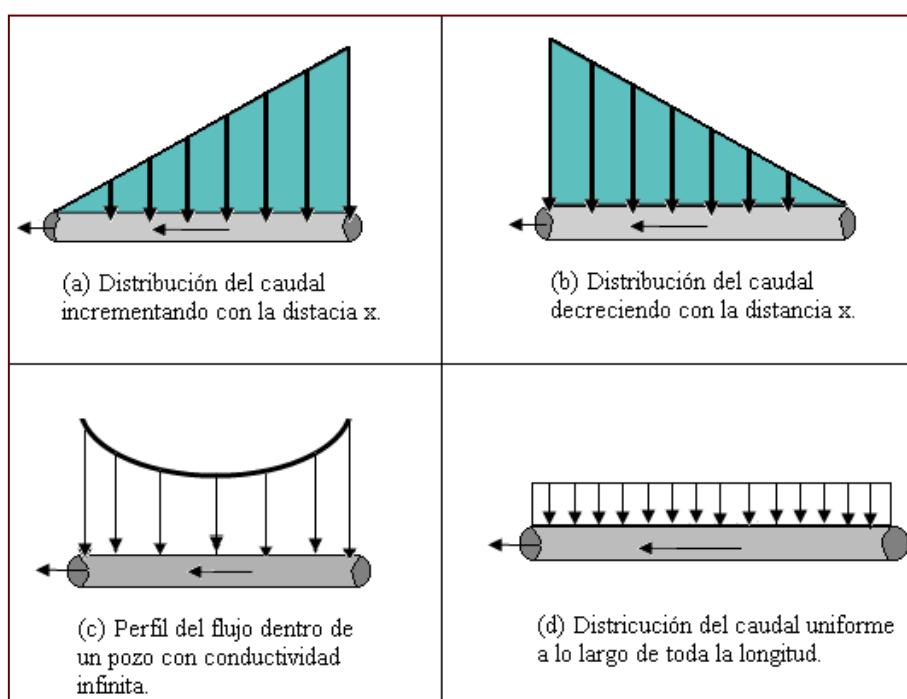 (a) Distribución del caudal
incrementando con la distacia x.
(b) Distribución del caudal
decreciendo con la distancia x.
(c) Perfil del flujo dentro de
un pozo con conductividad
infinita.
(d) Districución del caudal uniforme
a lo largo de toda la longitud.